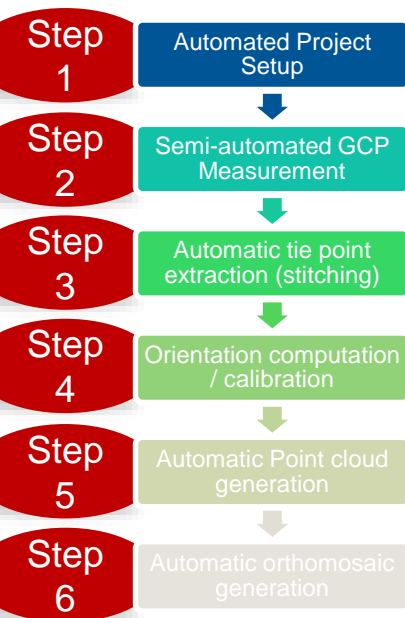 Step
1
Automated Project
Setup
Step
2
Semi-automated GCP
Measurement
Step
3
Automatic tie point
extraction (stitching)
Step
4
Orientation computation
/ calibration
Step
5
Automatic Point cloud
generation
Step
6
Automatic orthomosaic
generation